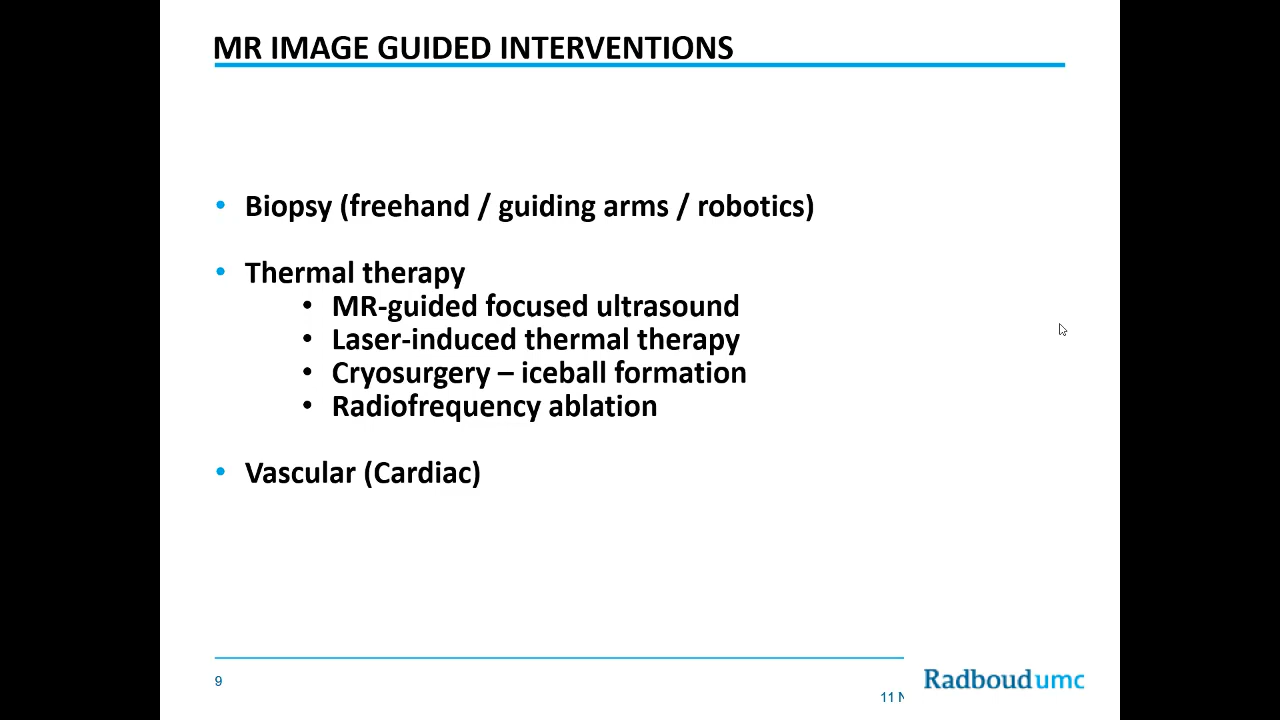 MR IMAGE GUIDED INTERVENTIONS
• Biopsy (freehand / guiding arms / robotics)
• Thermal therapy
• MR-guided focused ultrasound
• Laser-induced thermal therapy
• Cryosurgery – iceball formation
• Radiofrequency ablation
• Vascular (Cardiac)
9
11
Radboudumc